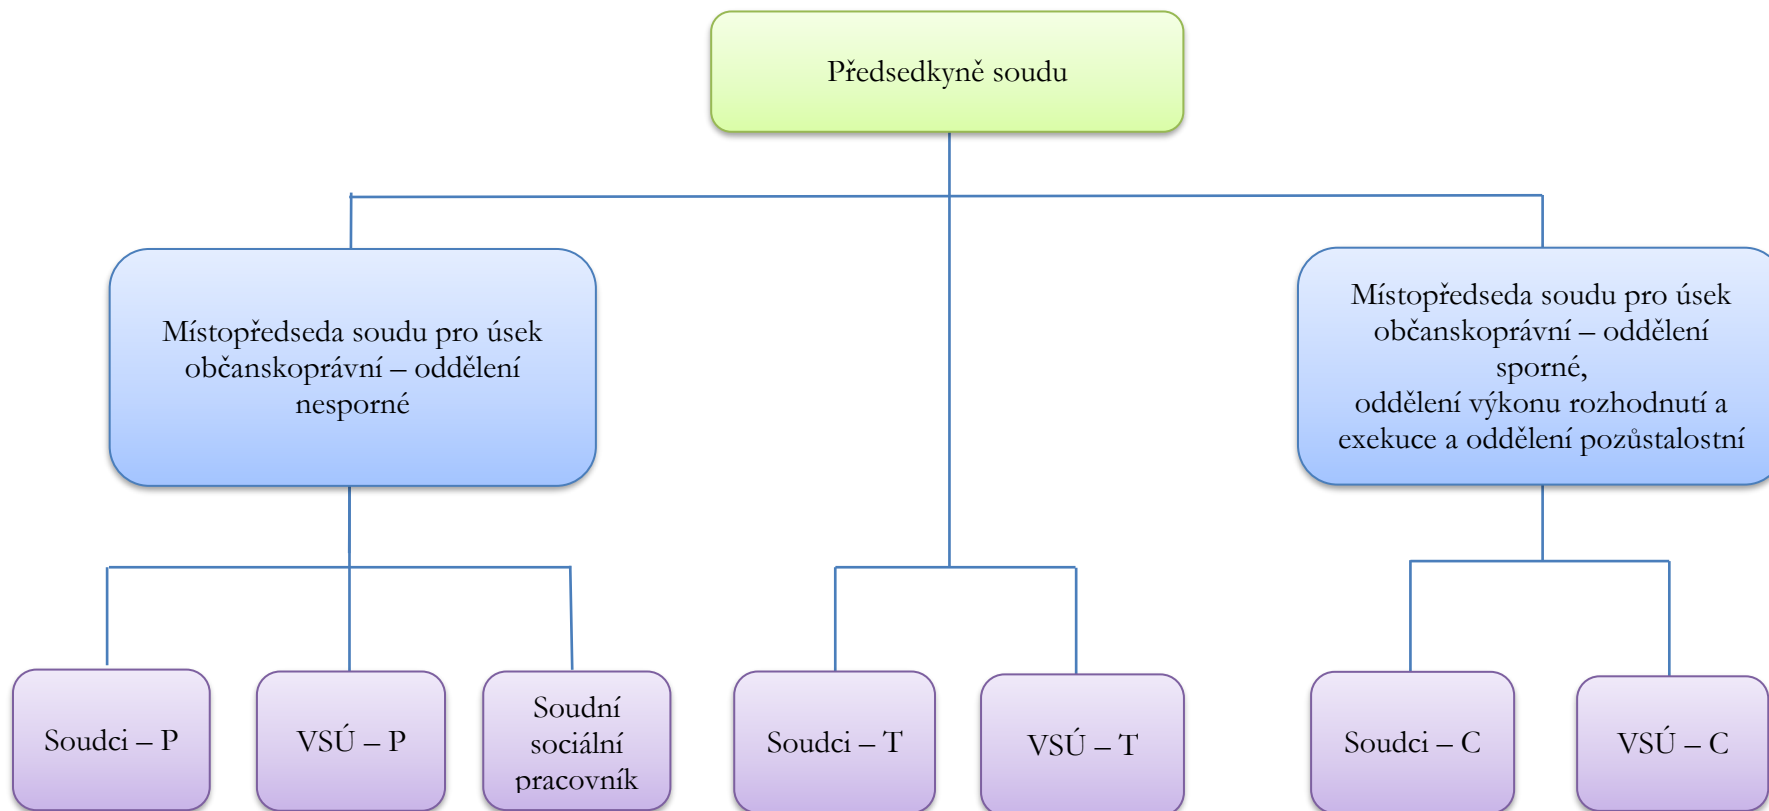 Předsedkyně soudu
Místopředseda soudu pro úsek
občanskoprávní – oddělení
nesporné
Místopředseda soudu pro úsek
občanskoprávní – oddělení
sporné,
oddělení výkonu rozhodnutí a
exekuce a oddělení pozůstalostní
Soudci – P
VSÚ – P
Soudní
sociální
pracovník
Soudci – T
VSÚ – T
Soudci – C
VSÚ – C